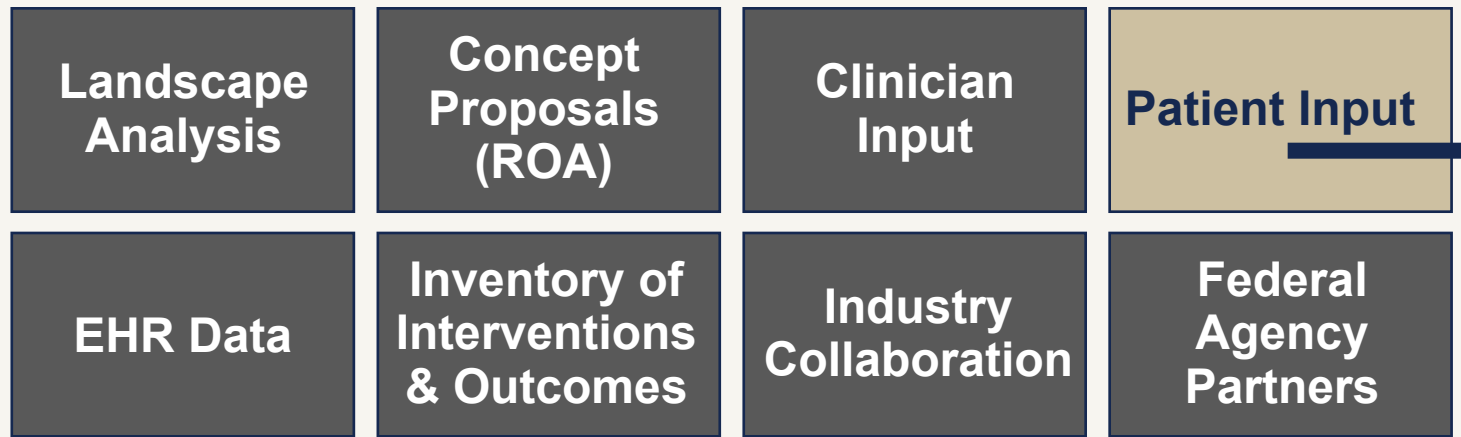 Landscape
Analysis
Concept
Proposals
(ROA)
Clinician
Input
Patient Input
EHR Data
Inventory of
Interventions
& Outcomes
Industry
Collaboration
Federal
Agency
Partners